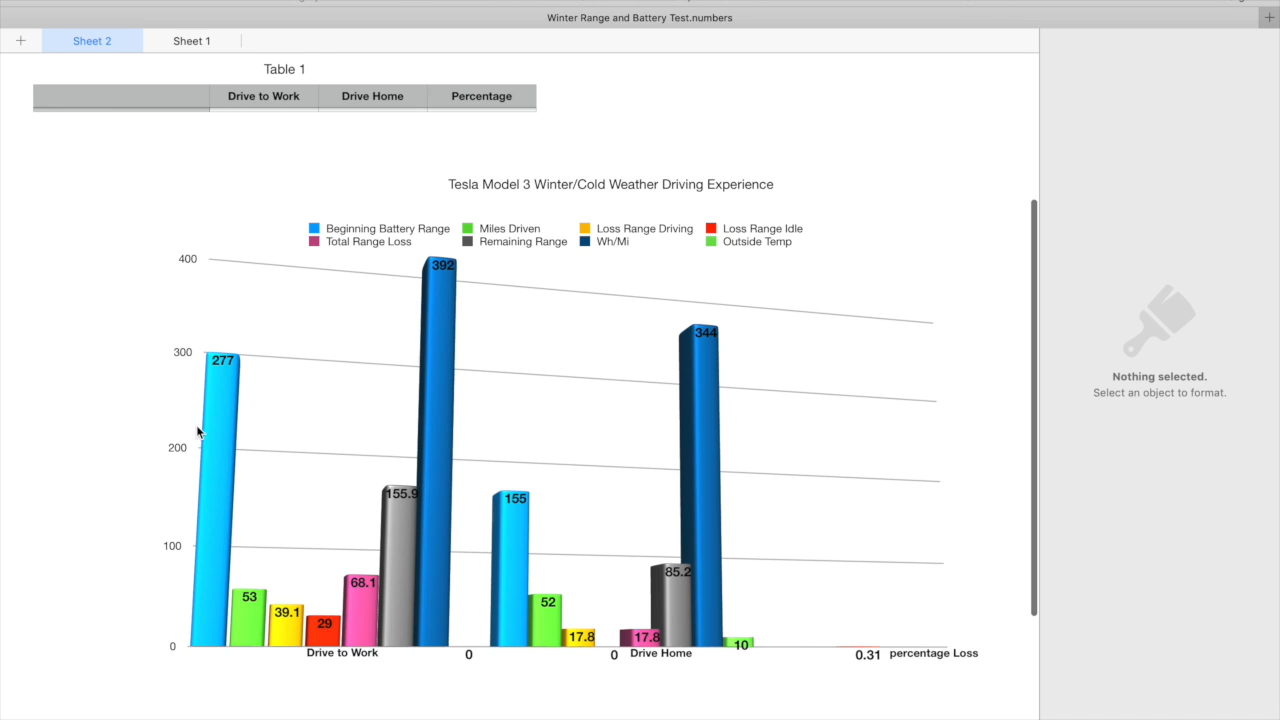 Winter Range and Battery Test.numbers
Sheet 2 Sheet 1
Table 1
Drive to Work Drive Home Percentage
Tesla Model 3 Winter/Cold Weather Driving Experience
Beginning Battery Range Miles Driven Loss Range Driving Loss Range Idle
Total Range Loss Remaining Range Wh/Mi Outside Temp
400
392
344
300
277
Nothing selected.
Select an object to format.
200
155.9
155
100
85.2
68.1
53
52
39.1
29
17.8
17.8
10
0
Drive to Work 0 0 Drive Home 0.31 percentage Loss